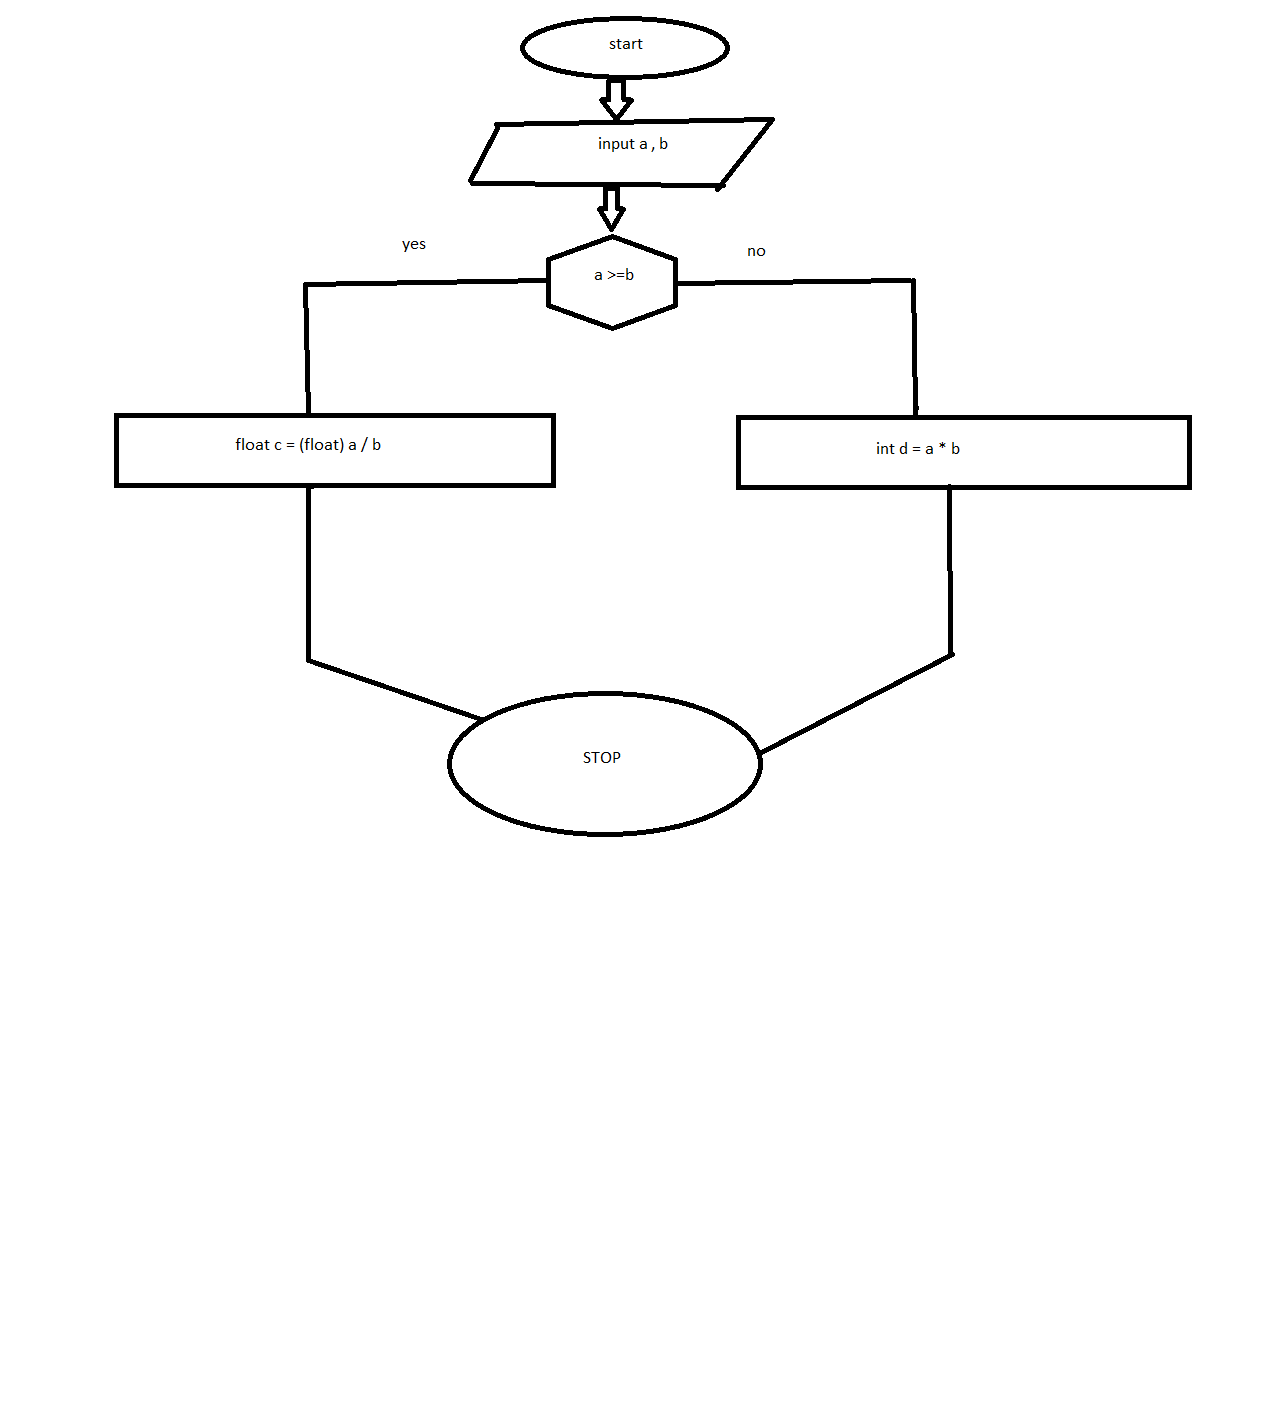 start
input a , b
yes
no
a >=b
float c = (float) a / b
int d = a * b
STOP